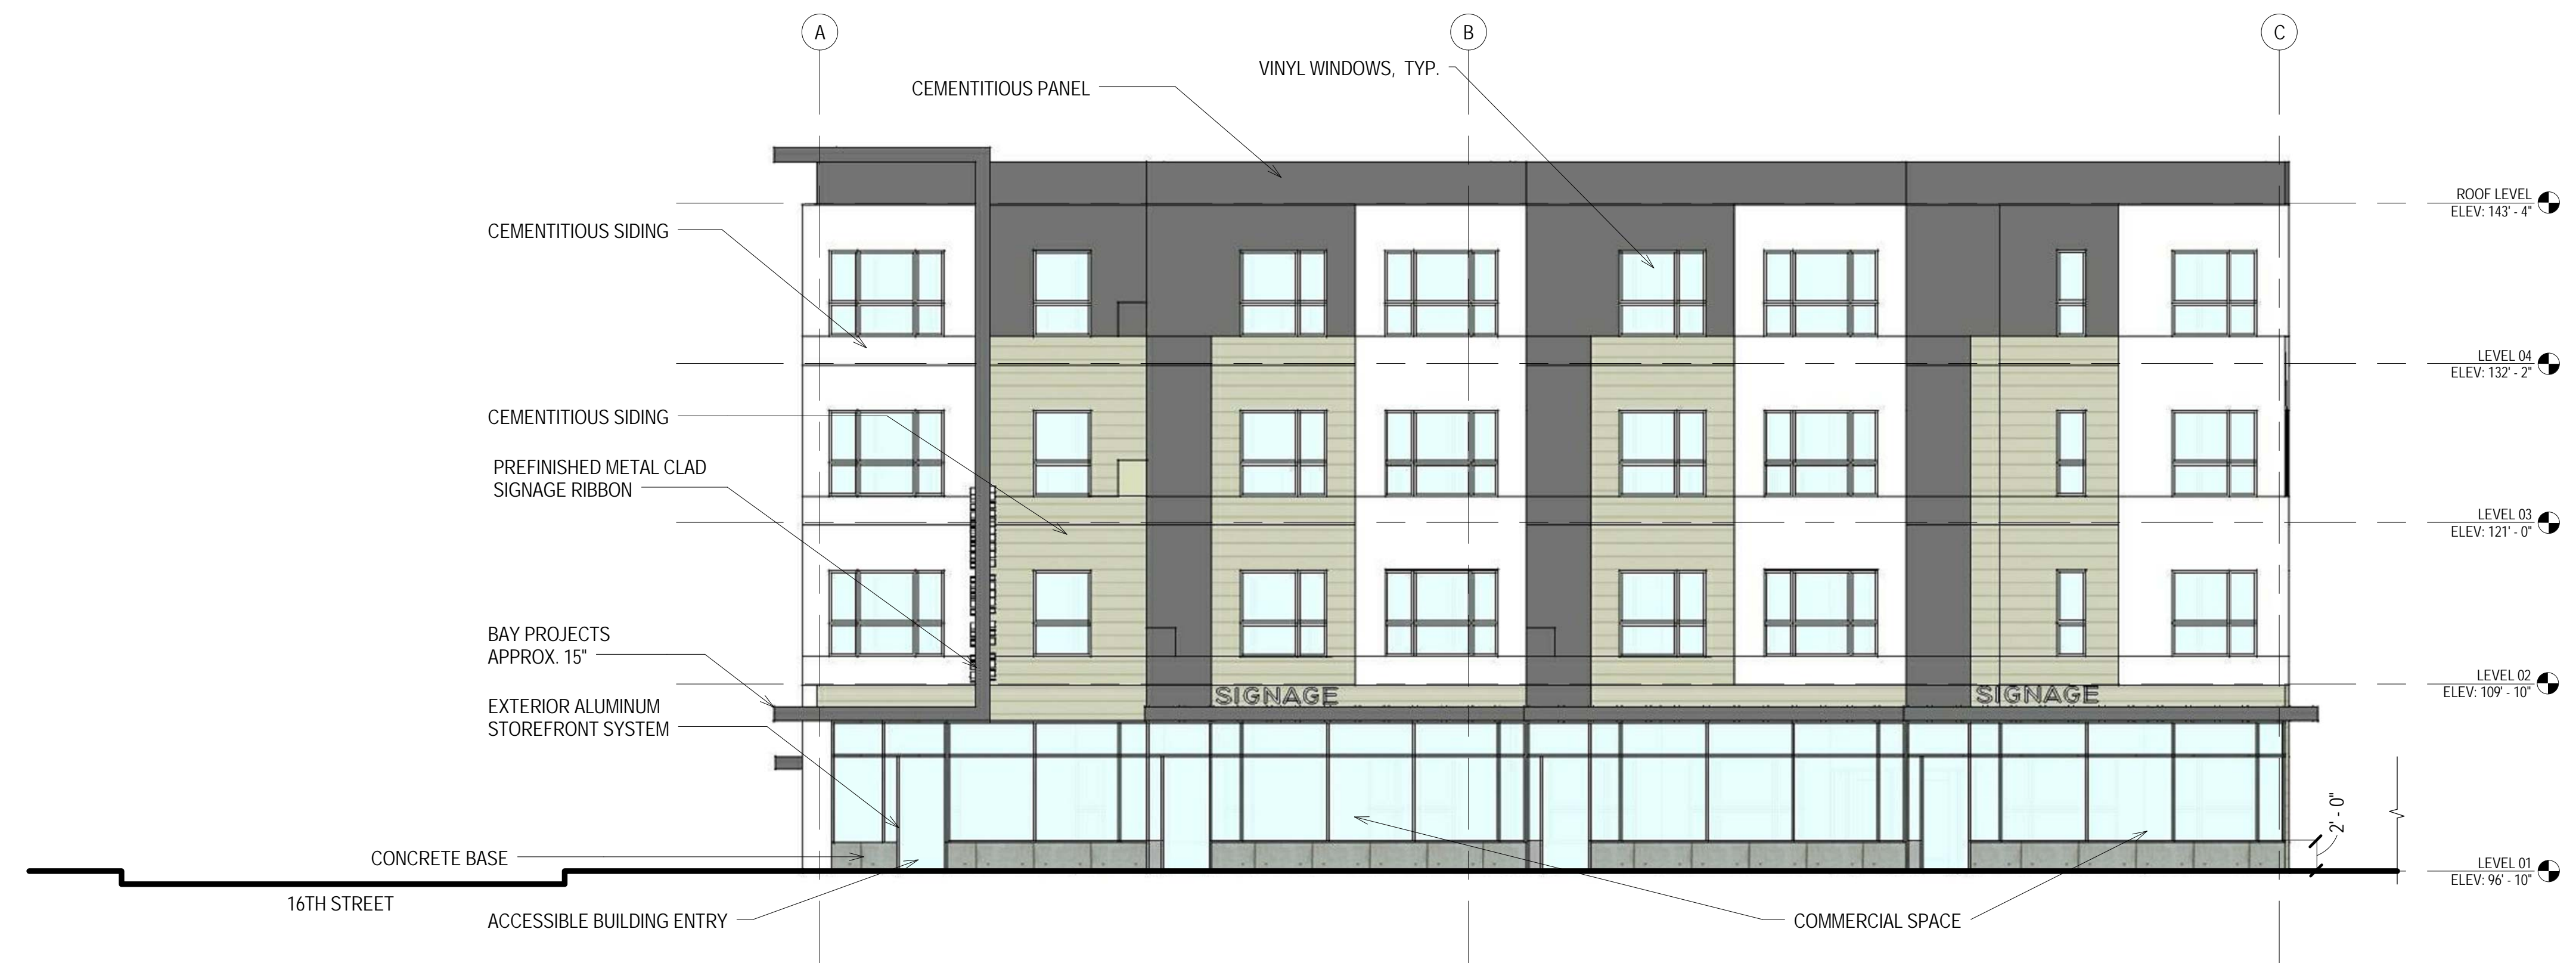 A
B
C
VINYL WINDOWS, TYP.
CEMENTITIOUS PANEL
ROOF LEVEL
ELEV: 143' - 4"
CEMENTITIOUS SIDING
LEVEL 04
ELEV: 132' - 2"
CEMENTITIOUS SIDING
PREFINISHED METAL CLAD
SIGNAGE RIBBON
LEVEL 03
ELEV: 121' - 0"
BAY PROJECTS
APPROX. 15"
LEVEL 02
ELEV: 109' - 10"
SIGNAGE
SIGNAGE
EXTERIOR ALUMINUM
STOREFRONT SYSTEM
2' - 0"
CONCRETE BASE
LEVEL 01
ELEV: 96' - 10"
16TH STREET
ACCESSIBLE BUILDING ENTRY
COMMERCIAL SPACE